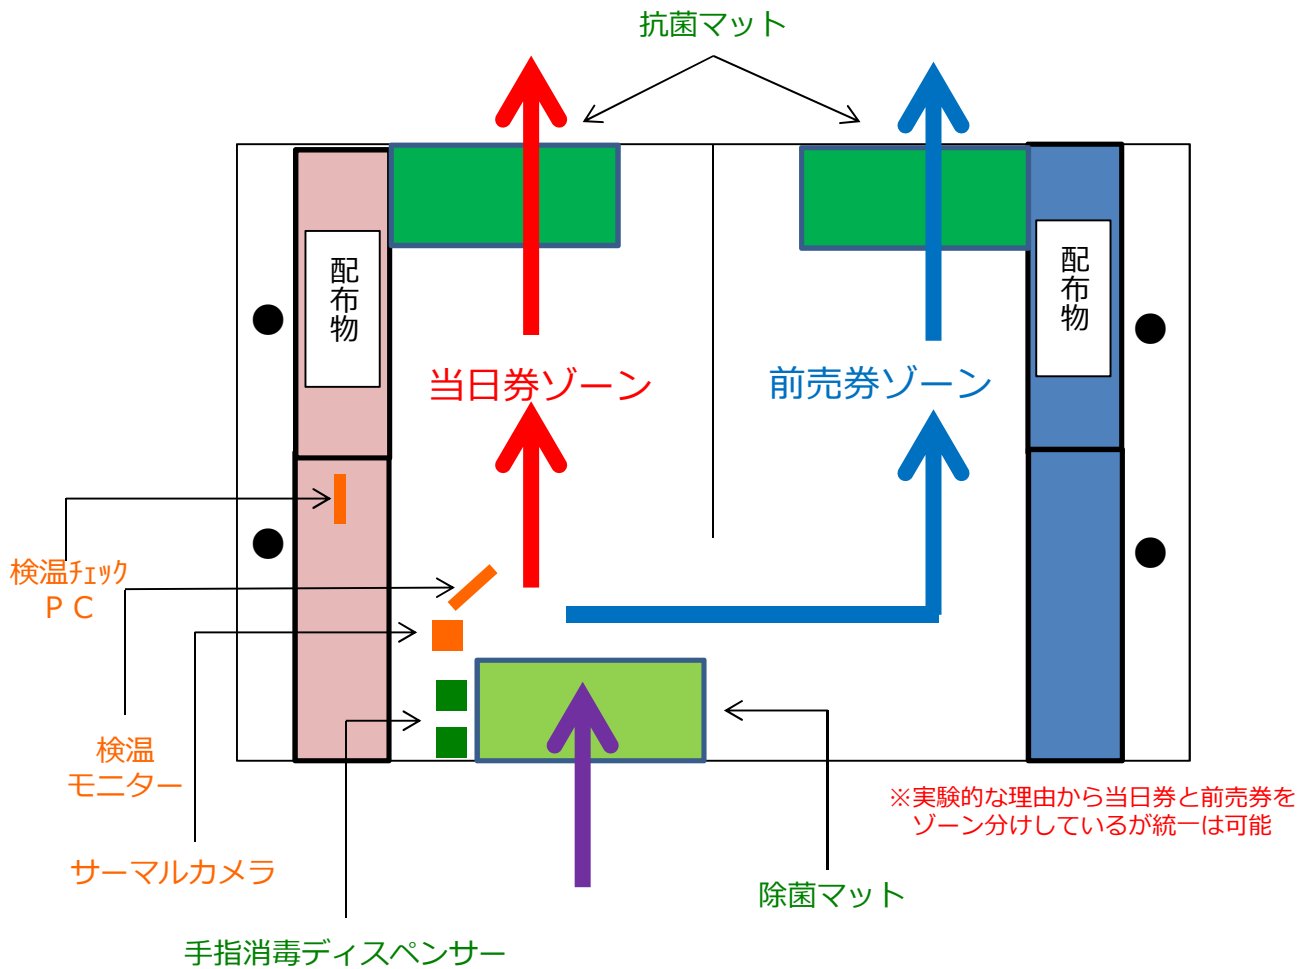 抗菌マット
配布物
配布物
当日券ゾーン
前売券ゾーン
検温ﾁｪｯｸ
ＰＣ
検温
モニター
※実験的な理由から当日券と前売券を
ゾーン分けしているが統一は可能
サーマルカメラ
除菌マット
手指消毒ディスペンサー